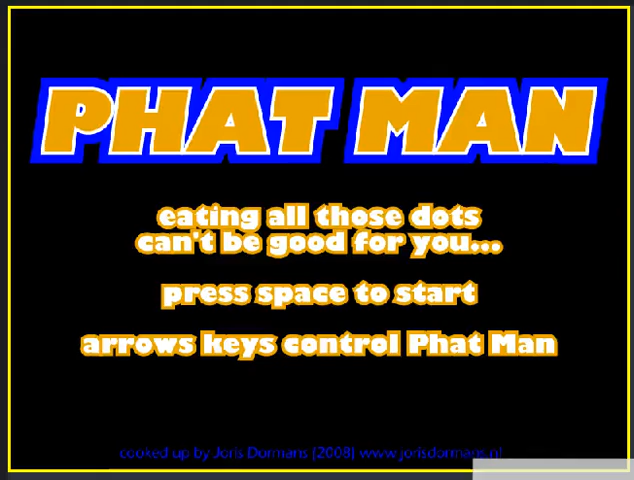 PHAT MAN
eating all those dots
can't be good for you...
press space to start
arrows keys control Phat Man
cooked up by Joris Dormans [2008] www.jorisdormans.nl